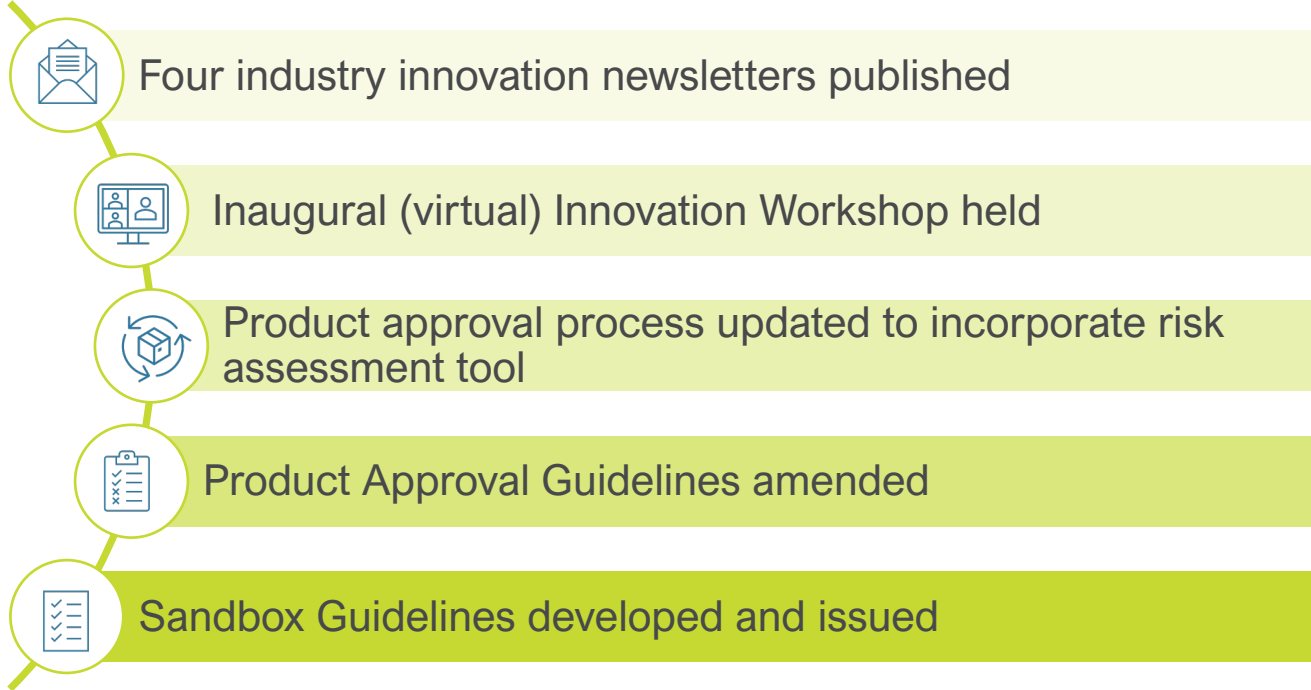 Four industry innovation newsletters published
Inaugural (virtual) Innovation Workshop held
Product approval process updated to incorporate risk
assessment tool
Product Approval Guidelines amended
Sandbox Guidelines developed and issued